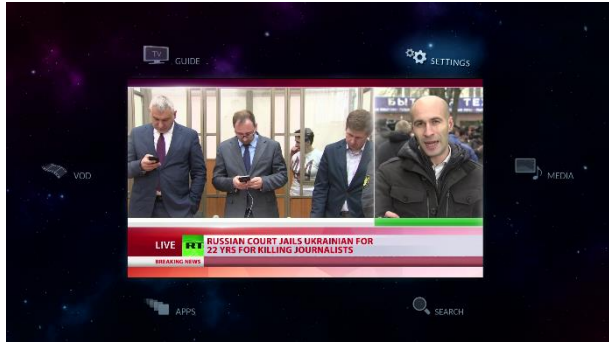 TV
GUIDE
SETTINGS
VOD
MEDIA
LIVE
RT
RUSSIAN COURT JAILS UKRAINIAN FOR
22 YRS FOR KILLING JOURNALISTS
BREAKING NEWS
APPS
SEARCH